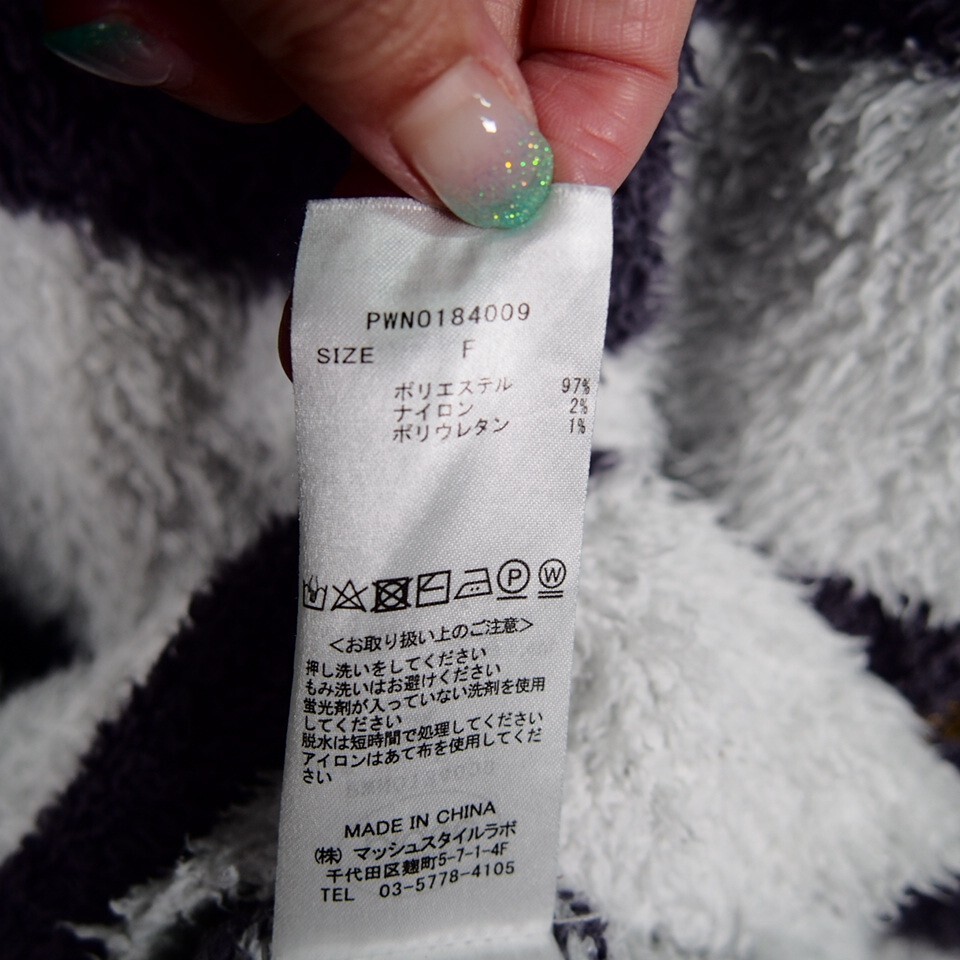 PWNO184009
SIZE F
ポリエステル 97%
ナイロン 2%
ポリウレタン 1%
P W
<お取り扱い上のご注意>
押し洗いをしてください
もみ洗いはお避けください
蛍光剤が入っていない洗剤を使用
してください
脱水は短時間で処理してください
アイロンはあて布を使用してくだ
さい
MADE IN CHINA
(株) マッシュスタイルラボ
千代田区麹町5-7-1-4F
TEL 03-5778-4105